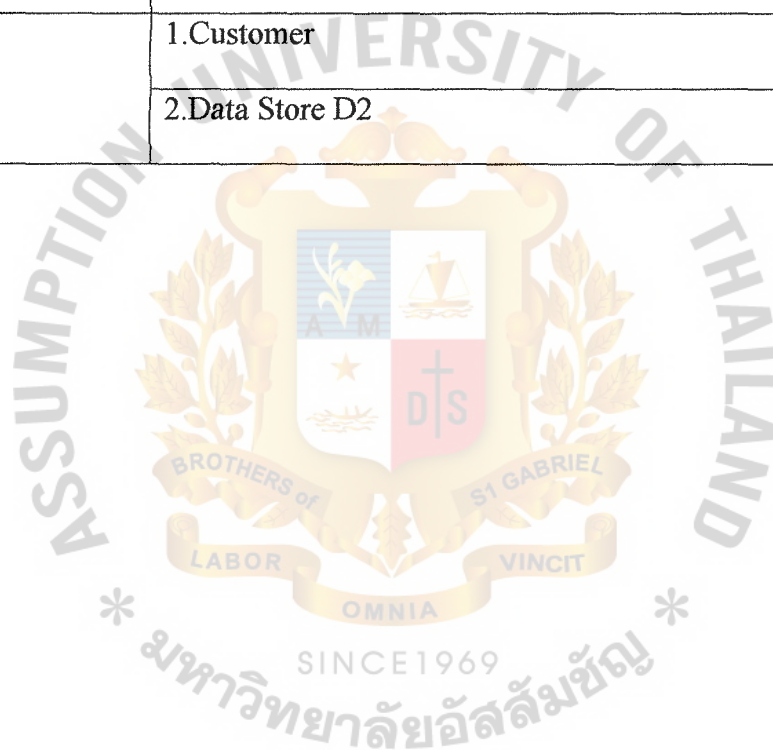 1.Customer
2.Data Store D2
ASSUMPTION UNIVERSITY OF THAILAND
A M
D S
BROTHERS of
S1 GABRIEL
LABOR
VINCIT
OMNIA
* *
SINCE1969
มหาวิทยาลัยอัสสัมชัญ